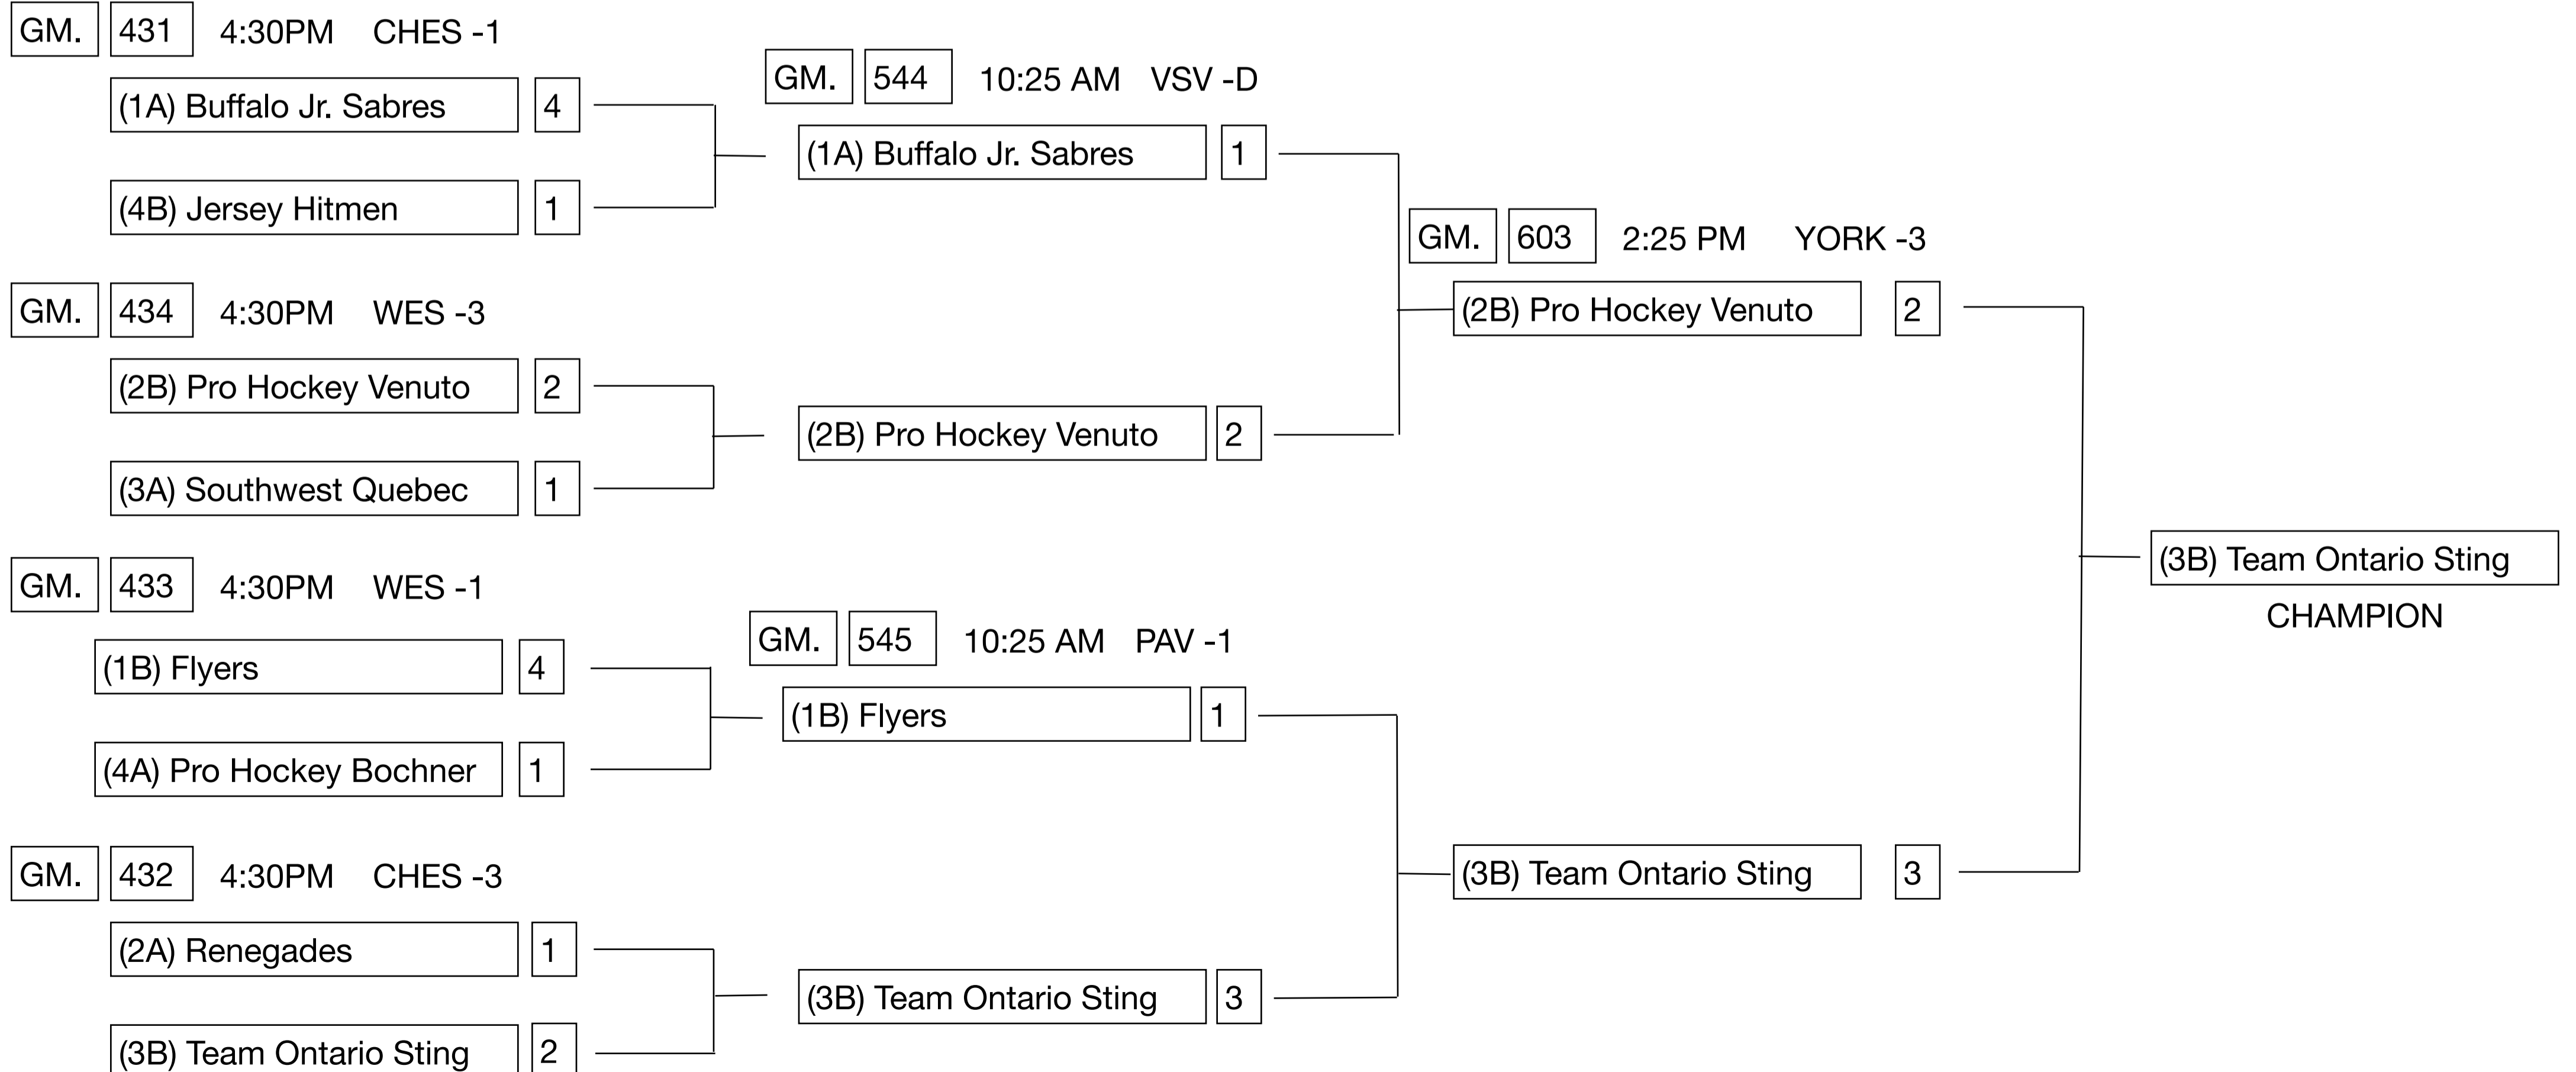 GM. 431 4:30PM CHES -1
(1A) Buffalo Jr. Sabres 4
(4B) Jersey Hitmen 1
GM. 434 4:30PM WES -3
(2B) Pro Hockey Venuto 2
(3A) Southwest Quebec 1
GM. 433 4:30PM WES -1
(1B) Flyers 4
(4A) Pro Hockey Bochner 1
GM. 432 4:30PM CHES -3
(2A) Renegades 1
(3B) Team Ontario Sting 2
GM. 544 10:25 AM VSV -D
(1A) Buffalo Jr. Sabres 1
(2B) Pro Hockey Venuto 2
GM. 545 10:25 AM PAV -1
(1B) Flyers 1
(3B) Team Ontario Sting 3
GM. 603 2:25 PM YORK -3
(2B) Pro Hockey Venuto 2
(3B) Team Ontario Sting 3
(3B) Team Ontario Sting
CHAMPION